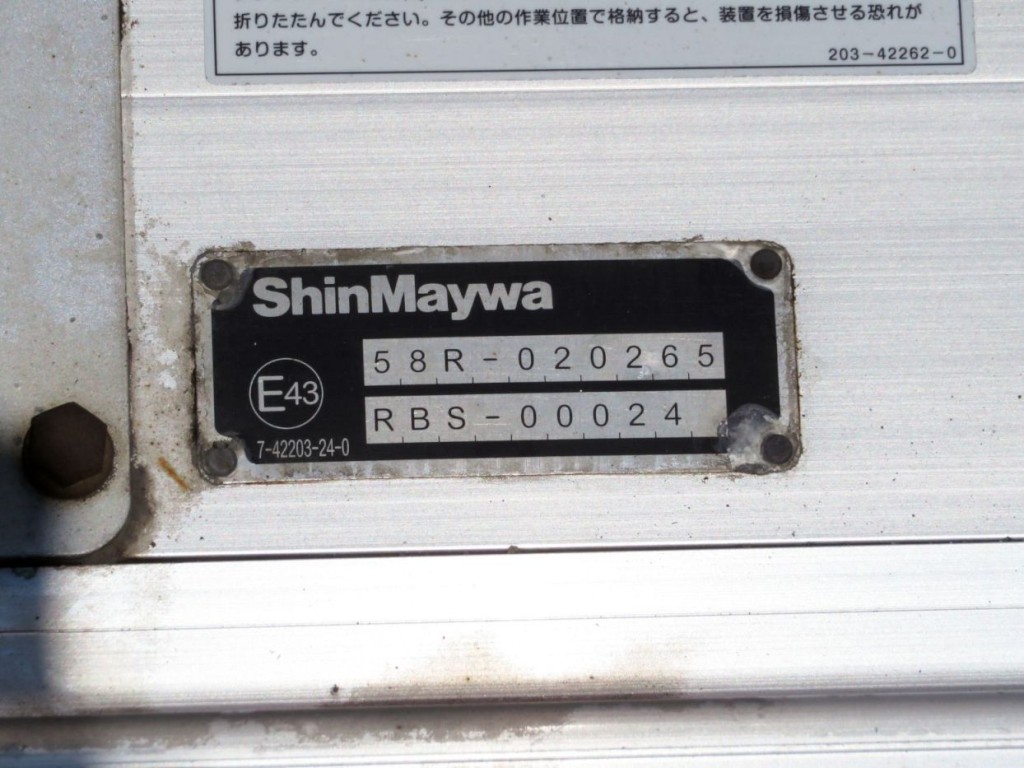 折りたたんでください。その他の作業位置で格納すると、装置を損傷させる恐れが
あります。
203-42262-0
ShinMaywa
58R-020265
E43
RBS-00024
7-42203-24-0